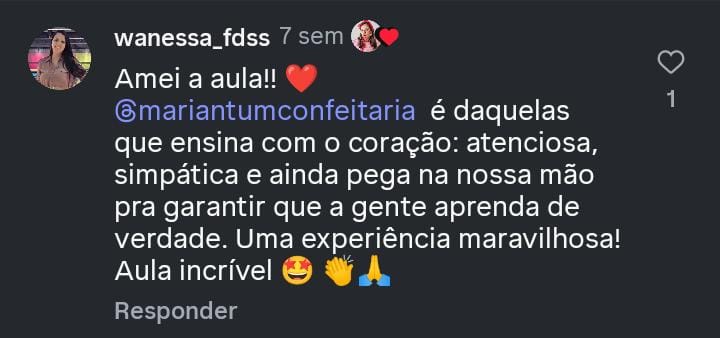 wanessa_fdss 7 sem
Amei a aula!! ❤️
@mariantumconfeitaria é daquelas
que ensina com o coração: atenciosa,
simpática e ainda pega na nossa mão
pra garantir que a gente aprenda de
verdade. Uma experiência maravilhosa!
Aula incrível 🤩 👏🙏
Responder
1